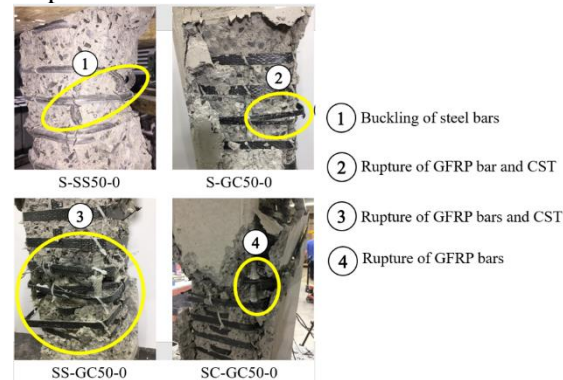 1
2
S-SS50-0
S-GC50-0
3
4
SS-GC50-0
SC-GC50-0
1 Buckling of steel bars
2 Rupture of GFRP bar and CST
3 Rupture of GFRP bars and CST
4 Rupture of GFRP bars